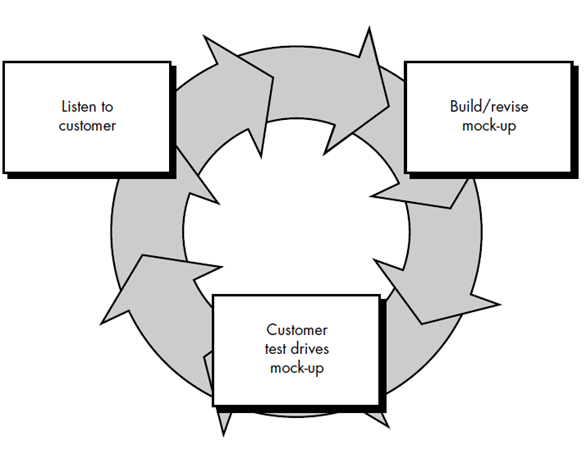 Listen to
customer
Build/revise
mock-up
Customer
test drives
mock-up